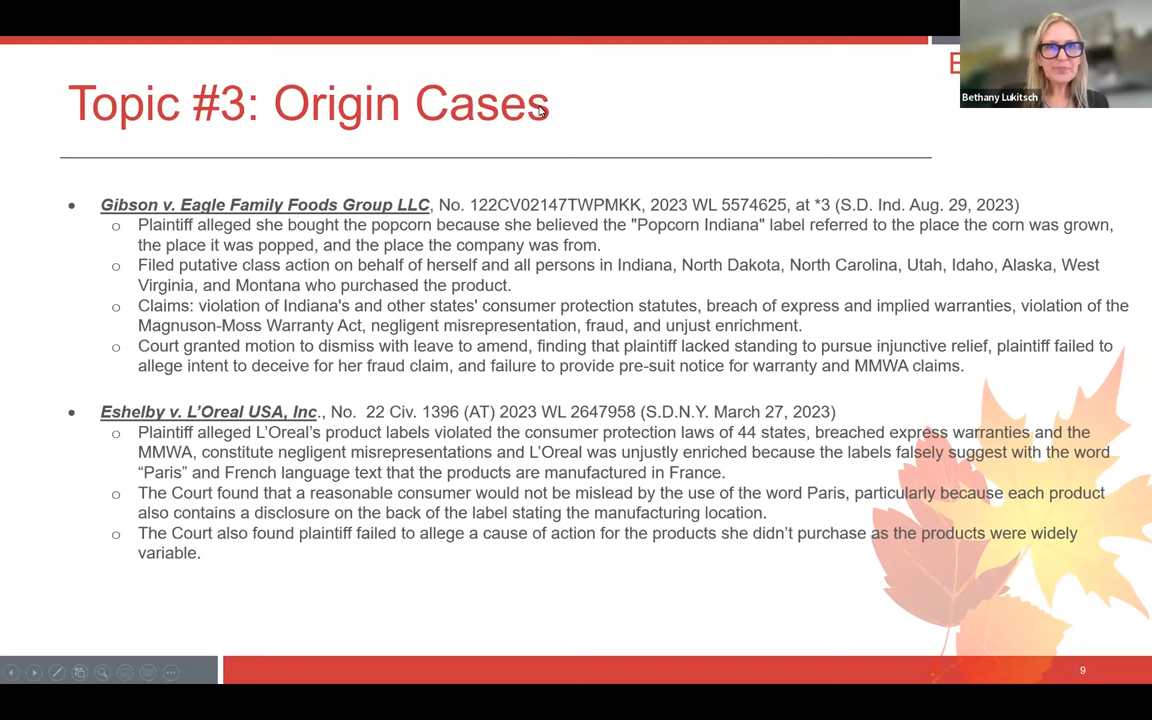 Topic #3: Origin Cases
E
Bethany Lukitsch
• Gibson v. Eagle Family Foods Group LLC, No. 122CV02147TWPMKK, 2023 WL 5574625, at *3 (S.D. Ind. Aug. 29, 2023)
o Plaintiff alleged she bought the popcorn because she believed the "Popcorn Indiana" label referred to the place the corn was grown,
the place it was popped, and the place the company was from.
o Filed putative class action on behalf of herself and all persons in Indiana, North Dakota, North Carolina, Utah, Idaho, Alaska, West
Virginia, and Montana who purchased the product.
o Claims: violation of Indiana's and other states' consumer protection statutes, breach of express and implied warranties, violation of the
Magnuson-Moss Warranty Act, negligent misrepresentation, fraud, and unjust enrichment.
o Court granted motion to dismiss with leave to amend, finding that plaintiff lacked standing to pursue injunctive relief, plaintiff failed to
allege intent to deceive for her fraud claim, and failure to provide pre-suit notice for warranty and MMWA claims.
• Eshelby v. L’Oreal USA, Inc., No. 22 Civ. 1396 (AT) 2023 WL 2647958 (S.D.N.Y. March 27, 2023)
o Plaintiff alleged L’Oreal’s product labels violated the consumer protection laws of 44 states, breached express warranties and the
MMWA, constitute negligent misrepresentations and L’Oreal was unjustly enriched because the labels falsely suggest with the word
“Paris” and French language text that the products are manufactured in France.
o The Court found that a reasonable consumer would not be mislead by the use of the word Paris, particularly because each product
also contains a disclosure on the back of the label stating the manufacturing location.
o The Court also found plaintiff failed to allege a cause of action for the products she didn’t purchase as the products were widely
variable.
9